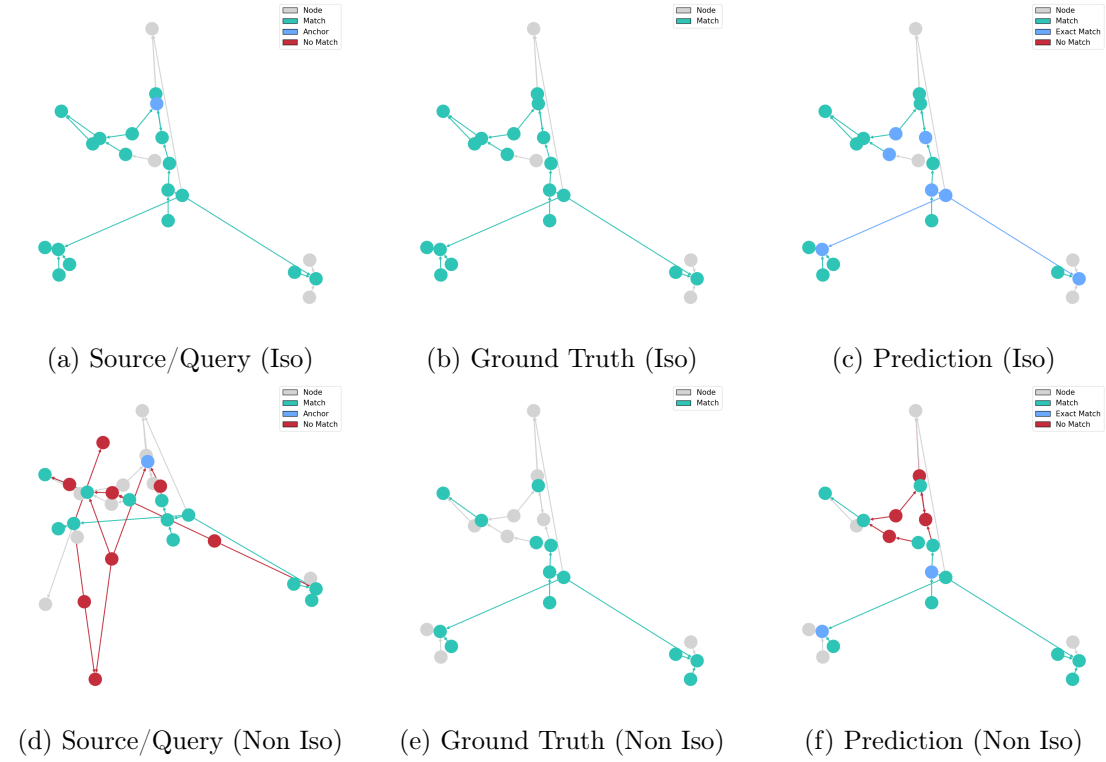 Node
Match
Anchor
No Match
Node
Match
Node
Match
Exact Match
No Match
(a) Source/Query (Iso)
(b) Ground Truth (Iso)
(c) Prediction (Iso)
Node
Match
Anchor
No Match
Node
Match
Node
Match
Exact Match
No Match
(d) Source/Query (Non Iso)
(e) Ground Truth (Non Iso)
(f) Prediction (Non Iso)